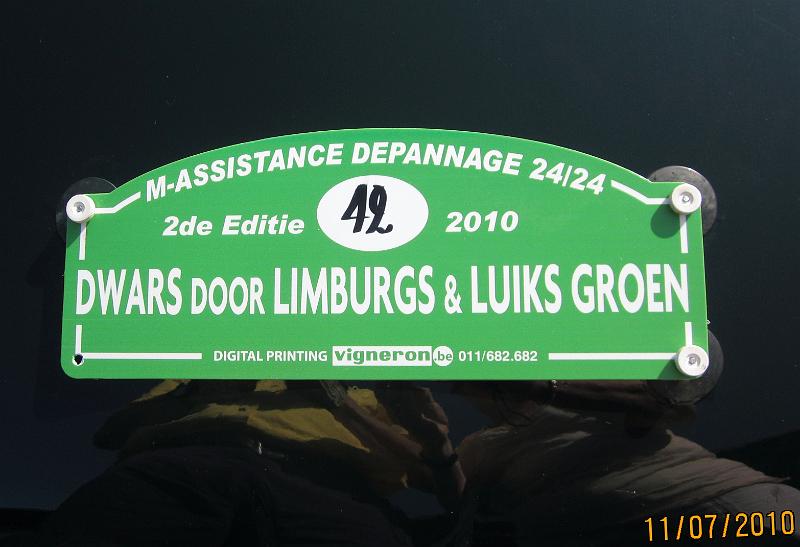 M-ASSISTANCE DEPANNAGE 24/24
2de Editie 42 2010
DWARS DOOR LIMBURGS & LUIKS GROEN
DIGITAL PRINTING vigneron.be 011/682.682
11/07/2010